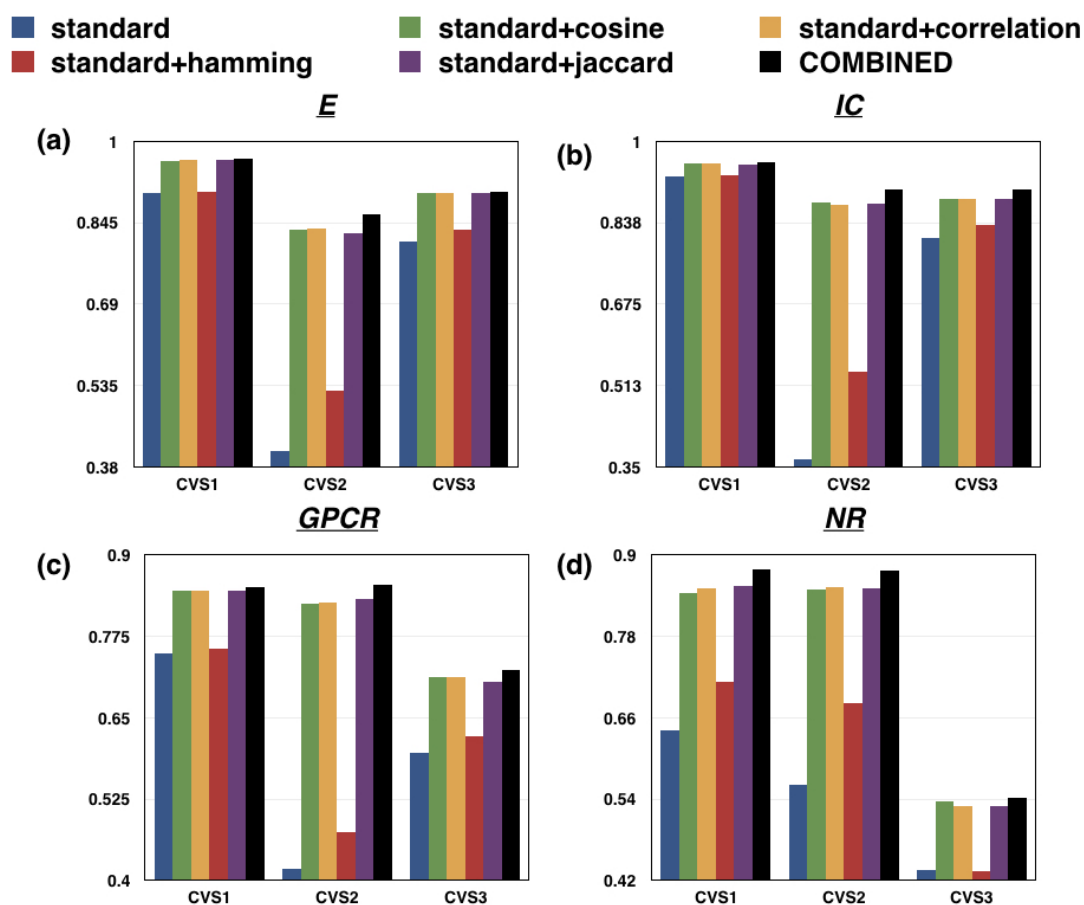 standard standard+cosine standard+correlation
standard+hamming standard+jaccard COMBINED
E
(a)
1
0.845
0.69
0.535
0.38
CVS1 CVS2 CVS3
IC
(b)
1
0.838
0.675
0.513
0.35
CVS1 CVS2 CVS3
GPCR
(c)
0.9
0.775
0.65
0.525
0.4
CVS1 CVS2 CVS3
NR
(d)
0.9
0.78
0.66
0.54
0.42
CVS1 CVS2 CVS3